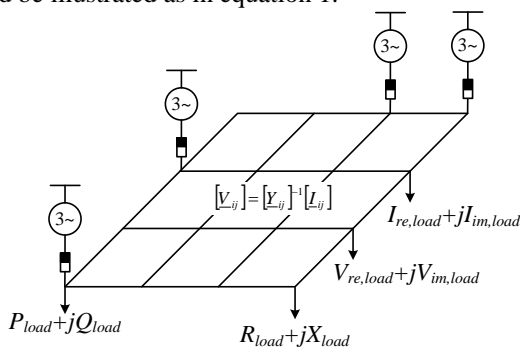 d be illustrated as in equation 1.
3~
3~
3~
3~
[V_ij]=[Y_ij]⁻¹[I_ij]
I_re,load+jI_im,load
V_re,load+jV_im,load
P_load+jQ_load
R_load+jX_load